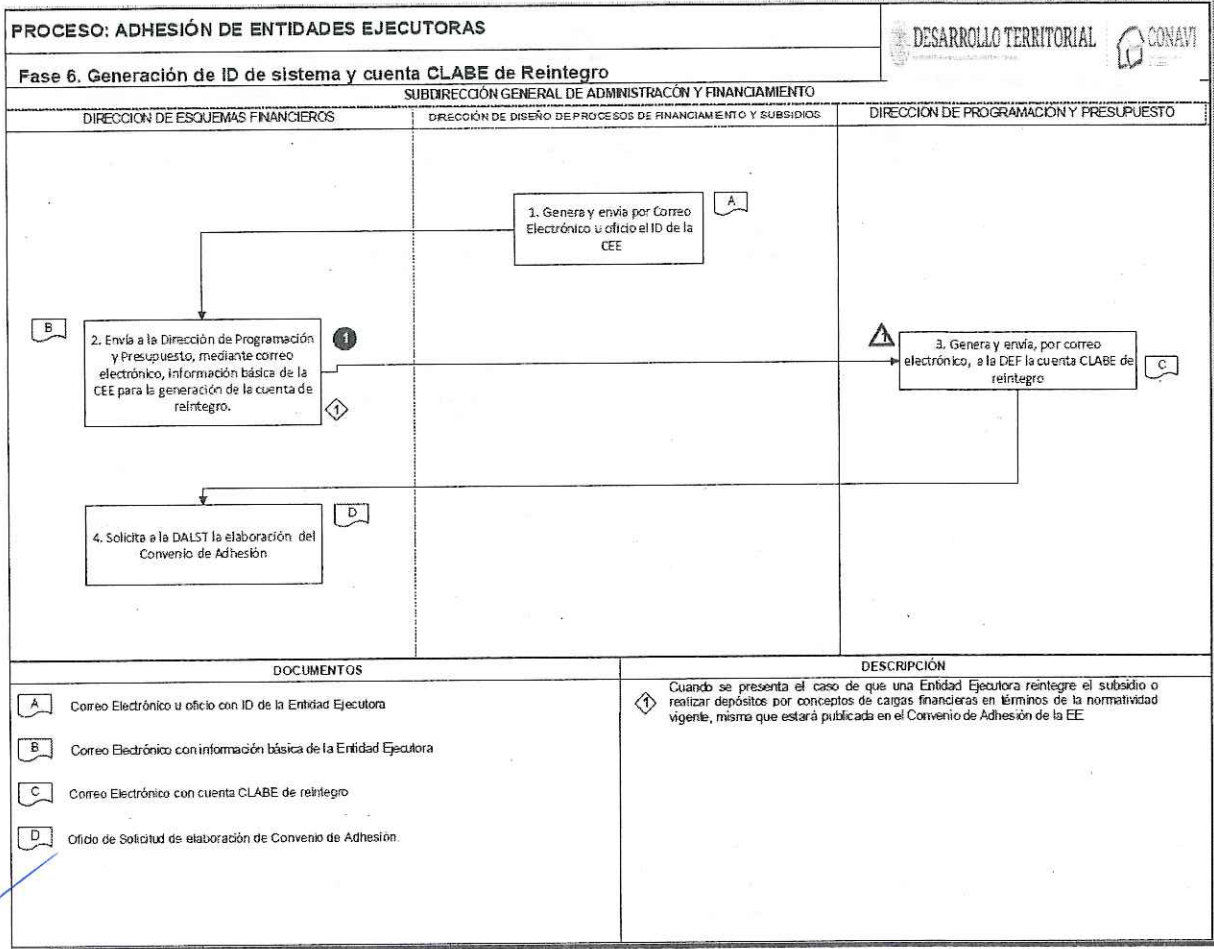 PROCESO: ADHESIÓN DE ENTIDADES EJECUTORAS
DESARROLLO TERRITORIAL
CONAVI
Fase 6. Generación de ID de sistema y cuenta CLABE de Reintegro
SUBDIRECCIÓN GENERAL DE ADMINISTRACÓN Y FINANCIAMIENTO
DIRECCION DE ESQUEMAS FINANCIEROS
DIRECCIÓN DE DISEÑO DE PROCESOS DE FINANCIAMIENTO Y SUBSIDIOS
DIRECCION DE PROGRAMACION Y PRESUPUESTO
1. Genera y envia por Correo
Electrónico u oficio el ID de la
CEE
A
B
2. Envía a la Dirección de Programación
y Presupuesto, mediante correo
electrónico, información básica de la
CEE para la generación de la cuenta de
reintegro.
1
1
1
3. Genera y envía, por correo
electrónico, a la DEF la cuenta CLABE de
reintegro
C
4. Solicita a la DALST la elaboración del
Convenio de Adhesión
D
DOCUMENTOS
A Correo Electrónico u oficio con ID de la Entidad Ejecutora
B Correo Electrónico con información básica de la Entidad Ejecutora
C Correo Electrónico con cuenta CLABE de reintegro
D Oficio de Solicitud de elaboración de Convenio de Adhesión.
DESCRIPCIÓN
1 Cuando se presenta el caso de que una Entidad Ejecutora reintegre el subsidio o
realizar depósitos por conceptos de cargas financieras en términos de la normatividad
vigente, misma que estará publicada en el Convenio de Adhesión de la EE